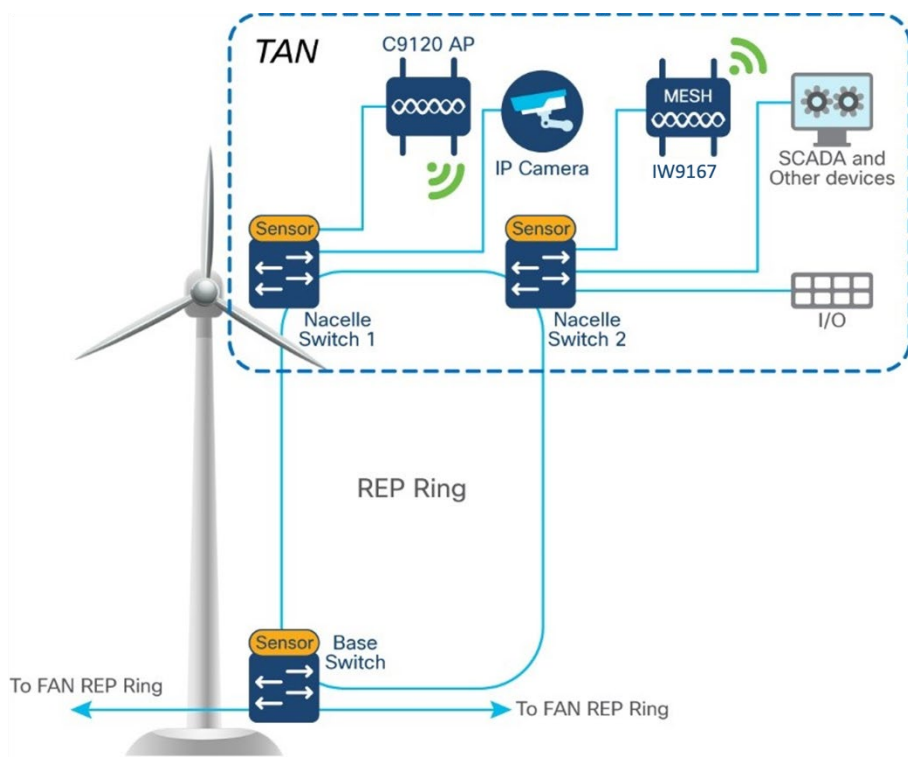 TAN
C9120 AP
MESH
IP Camera
IW9167
SCADA and
Other devices
Sensor
Sensor
Nacelle
Switch 1
Nacelle
Switch 2
I/O
REP Ring
Sensor
Base
Switch
To FAN REP Ring
To FAN REP Ring